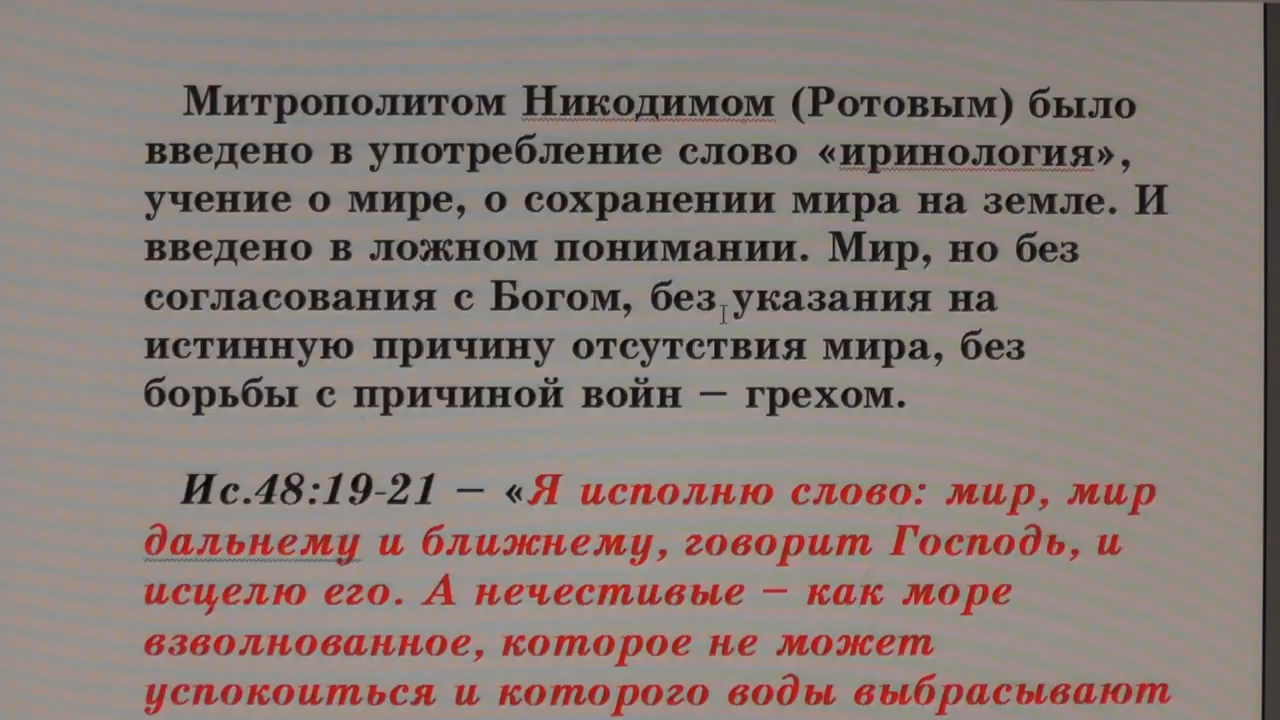 Митрополитом Никодимом (Ротовым) было
введено в употребление слово «иринология»,
учение о мире, о сохранении мира на земле. И
введено в ложном понимании. Мир, но без
согласования с Богом, без указания на
истинную причину отсутствия мира, без
борьбы с причиной войн – грехом.
Ис.48:19-21 – «Я исполню слово: мир, мир
дальнему и ближнему, говорит Господь, и
исцелю его. А нечестивые – как море
взволнованное, которое не может
успокоиться и которого воды выбрасывают